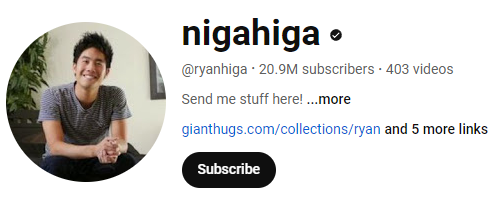 nigahiga
@ryanhiga · 20.9M subscribers · 403 videos
Send me stuff here! ...more
gianthugs.com/collections/ryan and 5 more links
Subscribe